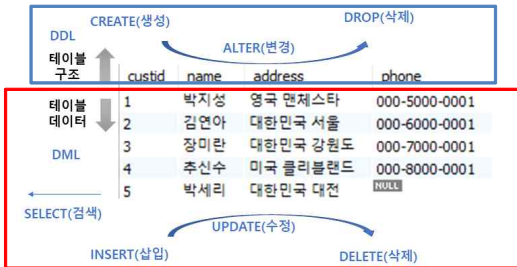 CREATE(생성) DROP(삭제)
DDL
ALTER(변경)
테이블
구조
custid name address phone
테이블
데이터
1 박지성 영국 맨체스타 000-5000-0001
2 김연아 대한민국 서울 000-6000-0001
3 장미란 대한민국 강원도 000-7000-0001
DML
4 추신수 미국 클리블랜드 000-8000-0001
5 박세리 대한민국 대전 NULL
SELECT(검색)
UPDATE(수정)
INSERT(삽입) DELETE(삭제)